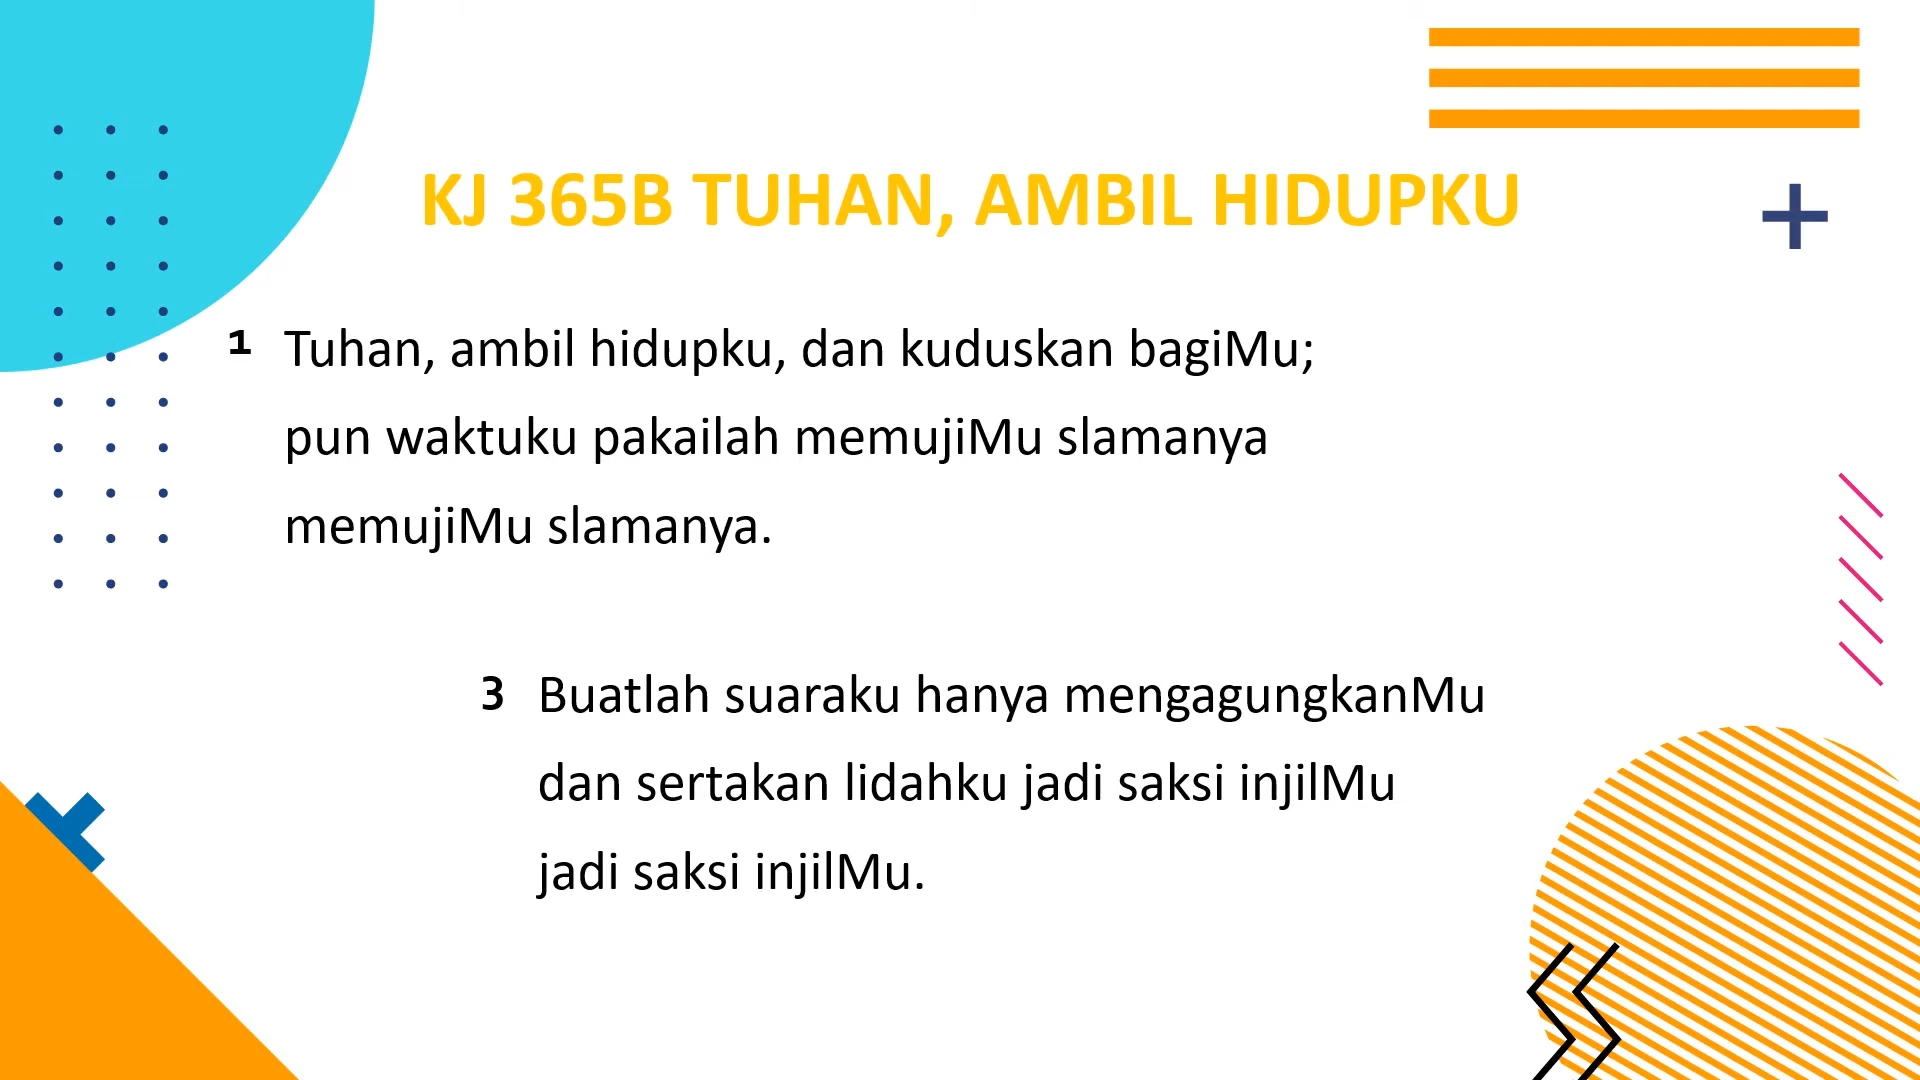 KJ 365B TUHAN, AMBIL HIDUPKU
1 Tuhan, ambil hidupku, dan kuduskan bagiMu;
pun waktuku pakailah memujiMu slamanya
memujiMu slamanya.
3 Buatlah suaraku hanya mengagungkanMu
dan sertakan lidahku jadi saksi injilMu
jadi saksi injilMu.